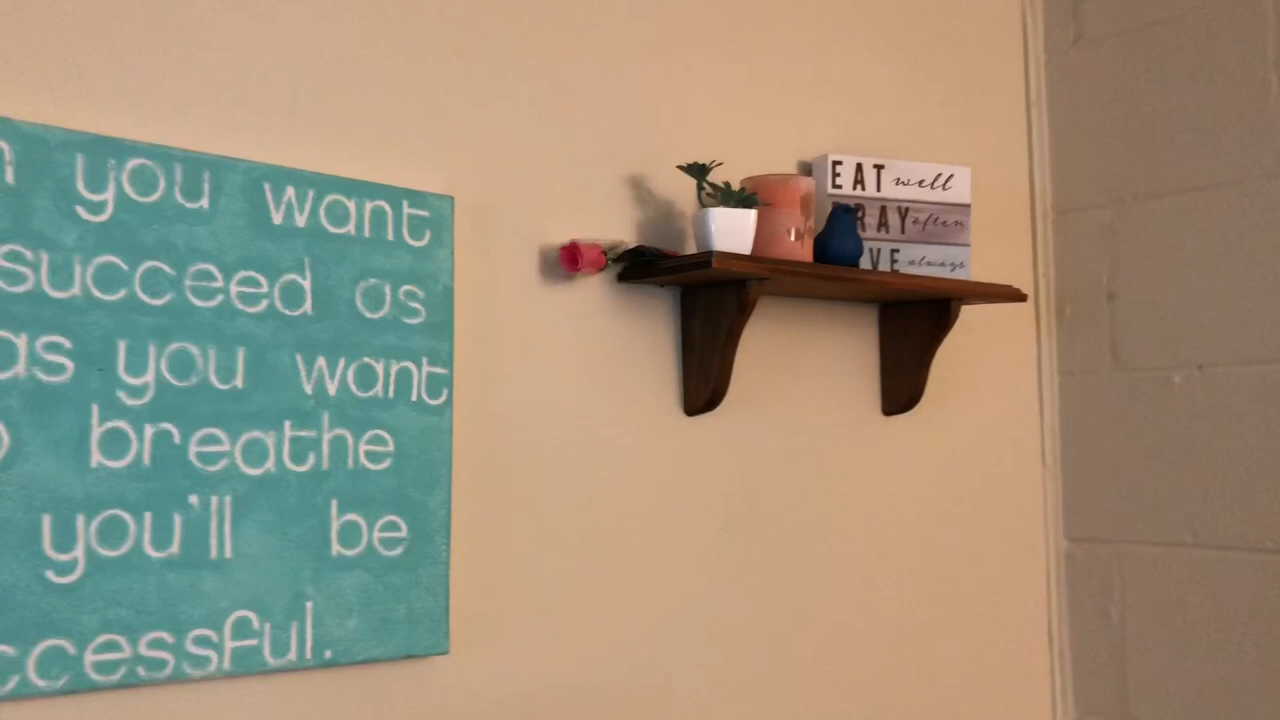 you want
succeed as
as you want
breathe
you'll be
ccessful.
EAT well
RAY often
VE always